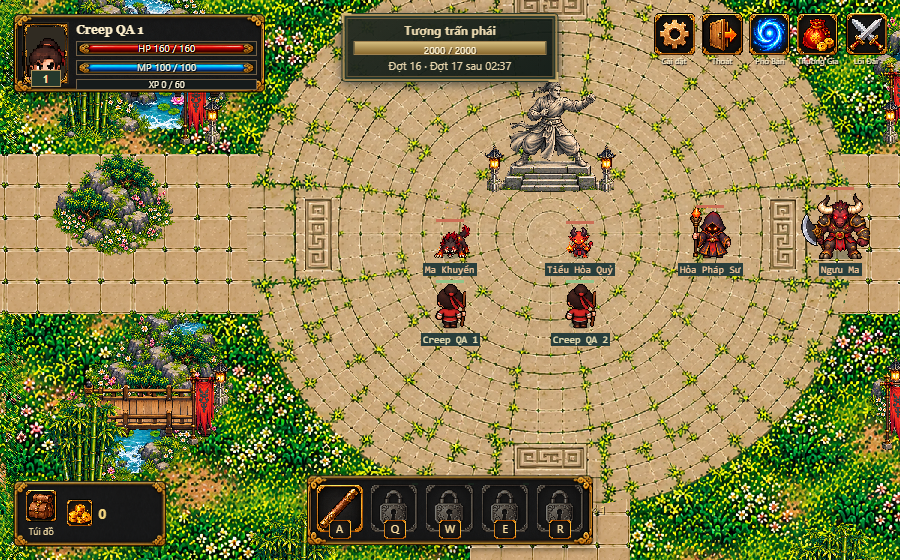 Creep QA 1
HP 160 / 160
MP 100 / 100
1
XP 0 / 60
Tượng trấn phái
2000 / 2000
Đợt 16 · Đợt 17 sau 02:37
Cài đặt
Thoát
Phó Bản
Thương Gia
Lôi Đài
Ma Khuyển
Tiểu Hỏa Quỷ
Hỏa Pháp Sư
Ngưu Ma
Creep QA 1
Creep QA 2
Túi đồ
0
A
Q
W
E
R